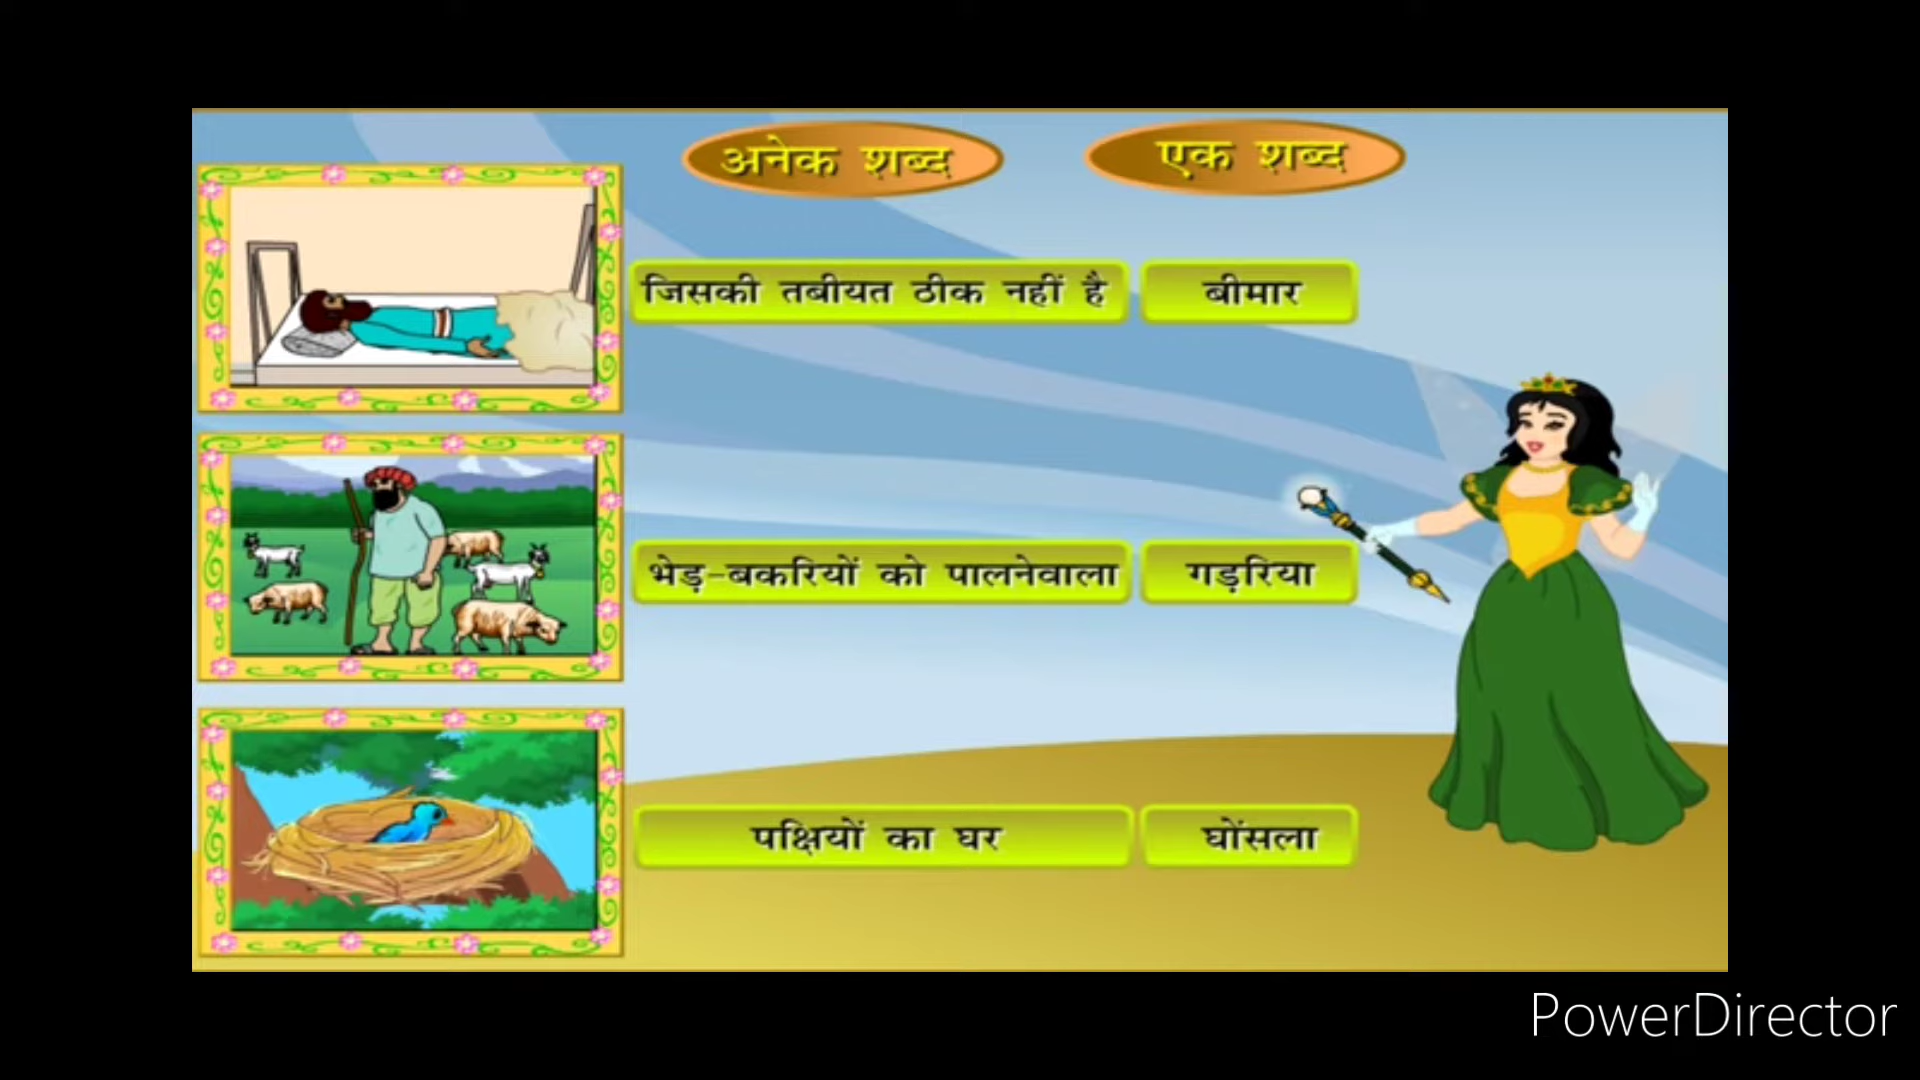 अनेक शब्द एक शब्द
जिसकी तबीयत ठीक नहीं है बीमार
भेड़-बकरियों को पालनेवाला गड़रिया
पक्षियों का घर घोंसला
PowerDirector